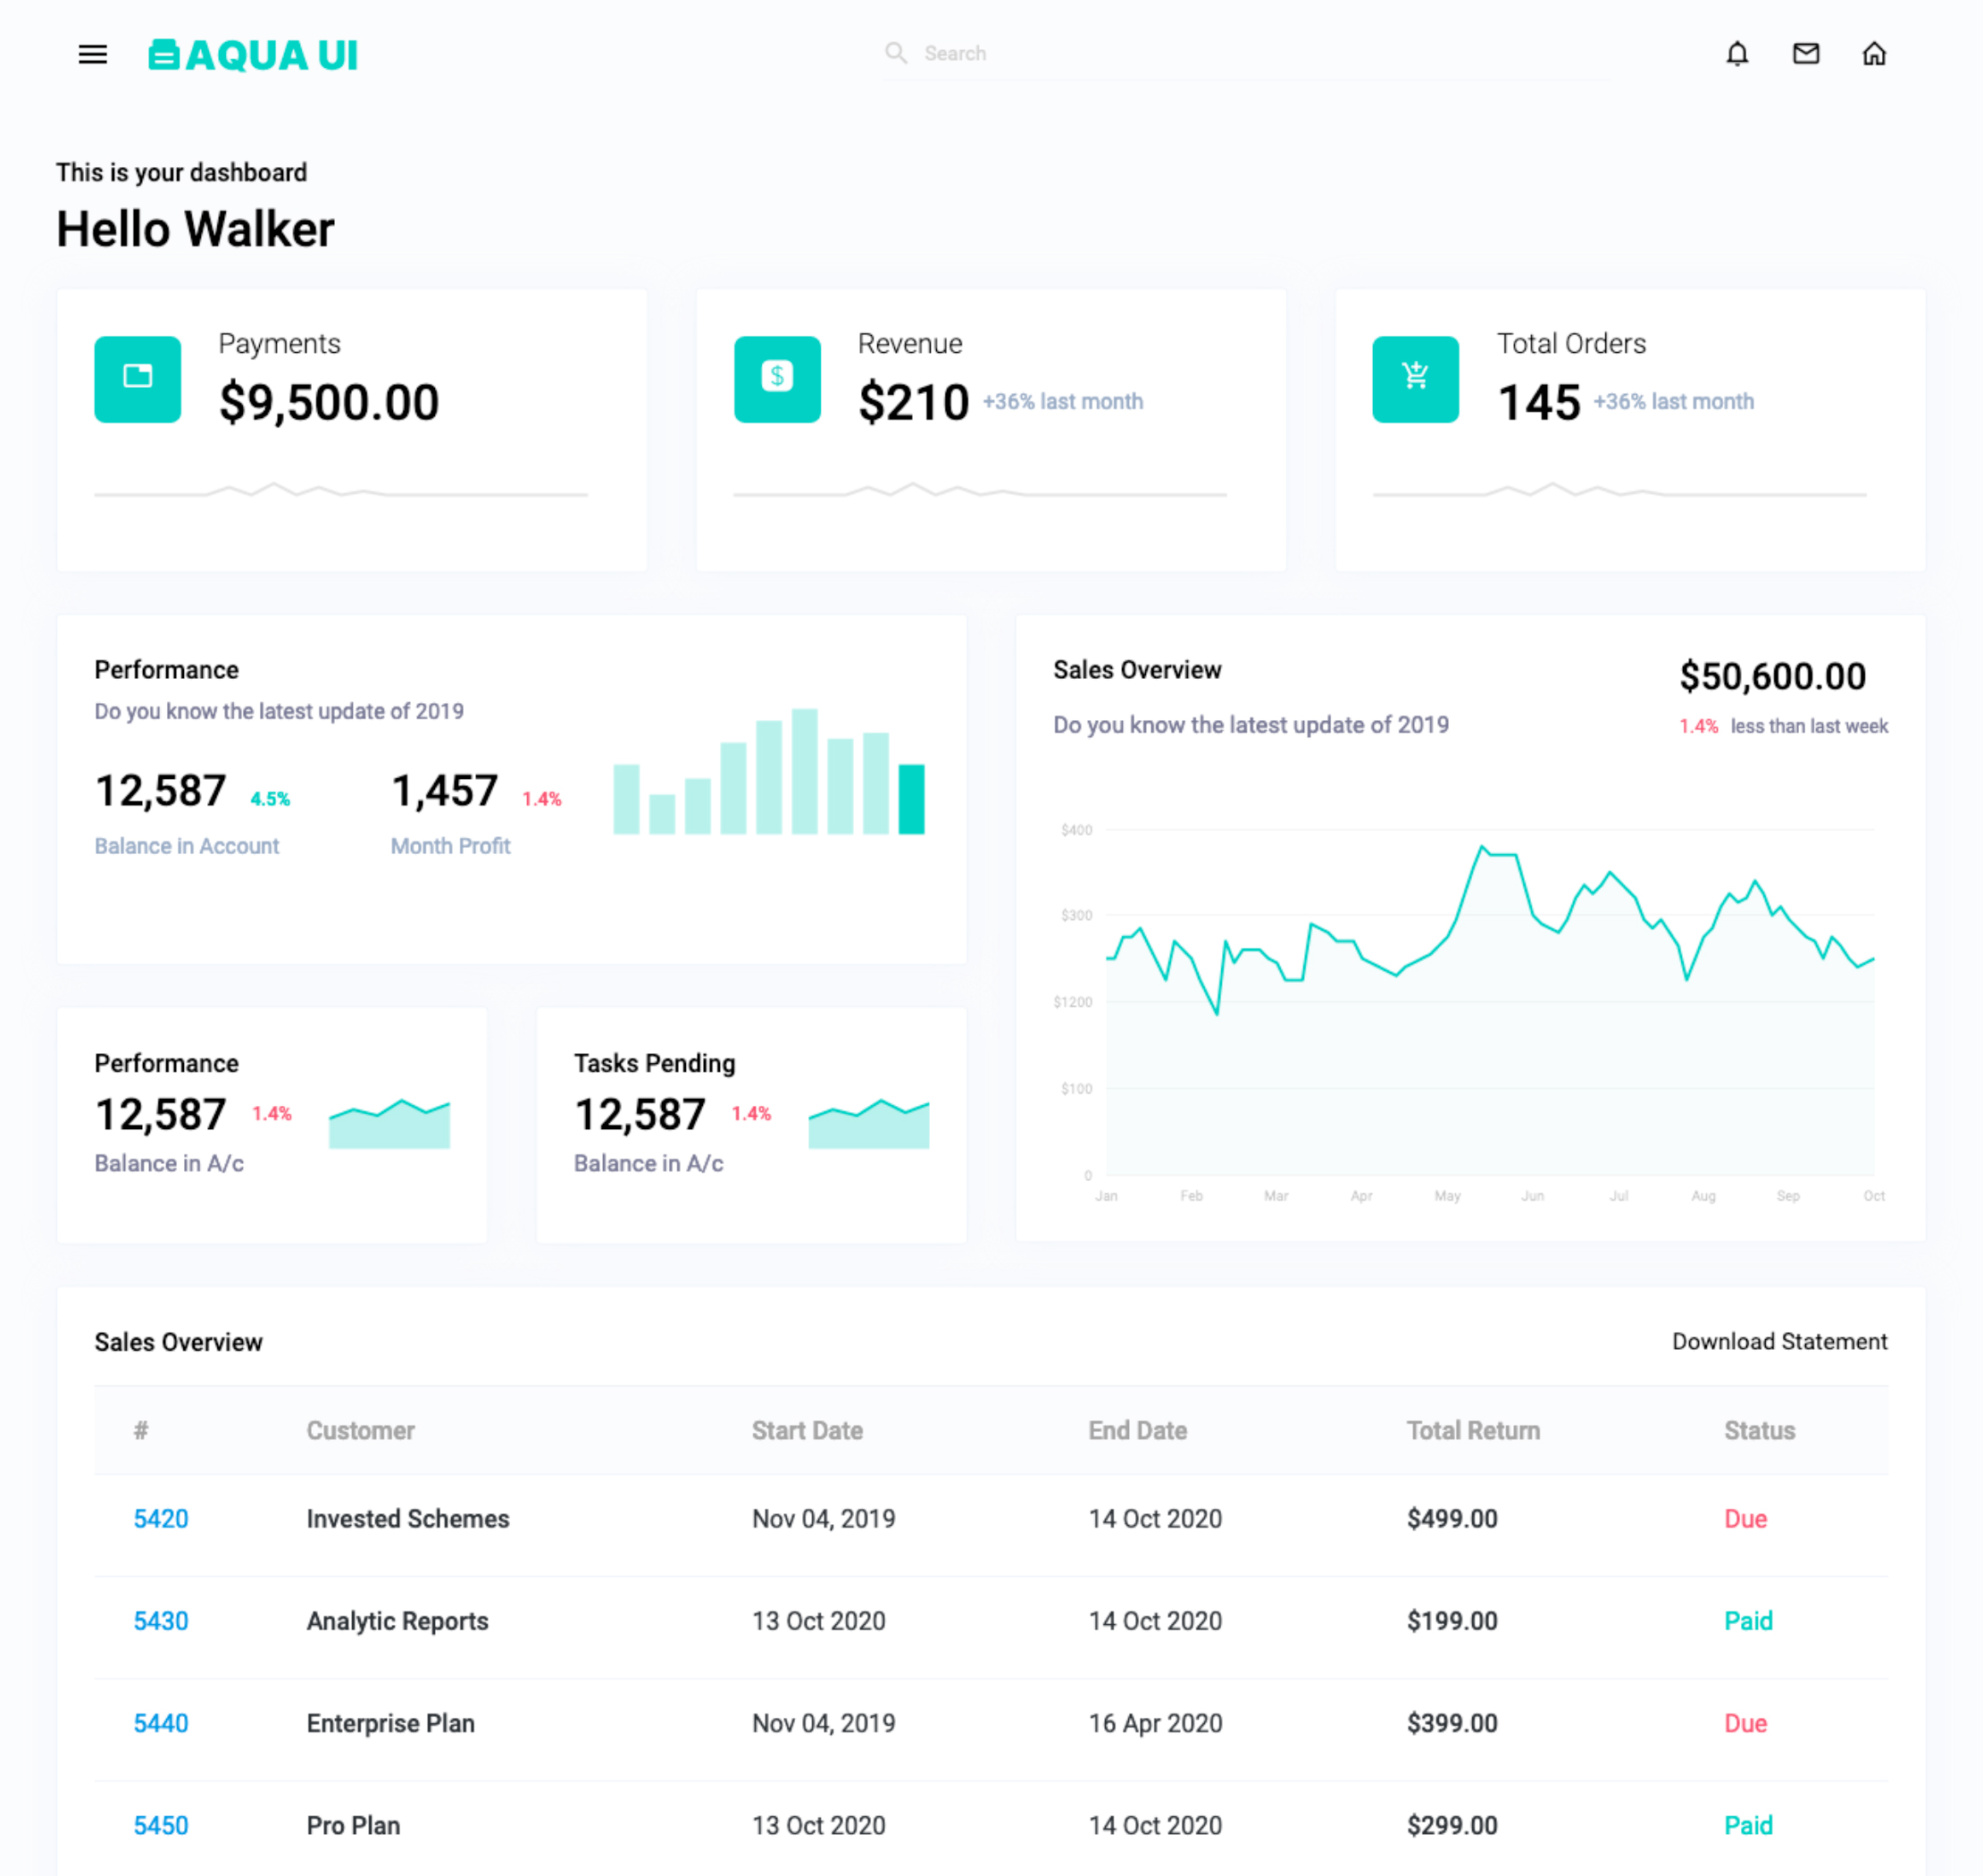 AQUA UI
Search
This is your dashboard
Hello Walker
Payments
$9,500.00
Revenue
$210 +36% last month
Total Orders
145 +36% last month
Performance
Do you know the latest update of 2019
12,587 4.5%
Balance in Account
1,457 1.4%
Month Profit
Sales Overview
Do you know the latest update of 2019
$50,600.00
1.4% less than last week
$400
$300
$1200
$100
0
Jan Feb Mar Apr May Jun Jul Aug Sep Oct
Performance
12,587 1.4%
Balance in A/c
Tasks Pending
12,587 1.4%
Balance in A/c
Sales Overview
Download Statement
# Customer Start Date End Date Total Return Status
5420 Invested Schemes Nov 04, 2019 14 Oct 2020 $499.00 Due
5430 Analytic Reports 13 Oct 2020 14 Oct 2020 $199.00 Paid
5440 Enterprise Plan Nov 04, 2019 16 Apr 2020 $399.00 Due
5450 Pro Plan 13 Oct 2020 14 Oct 2020 $299.00 Paid